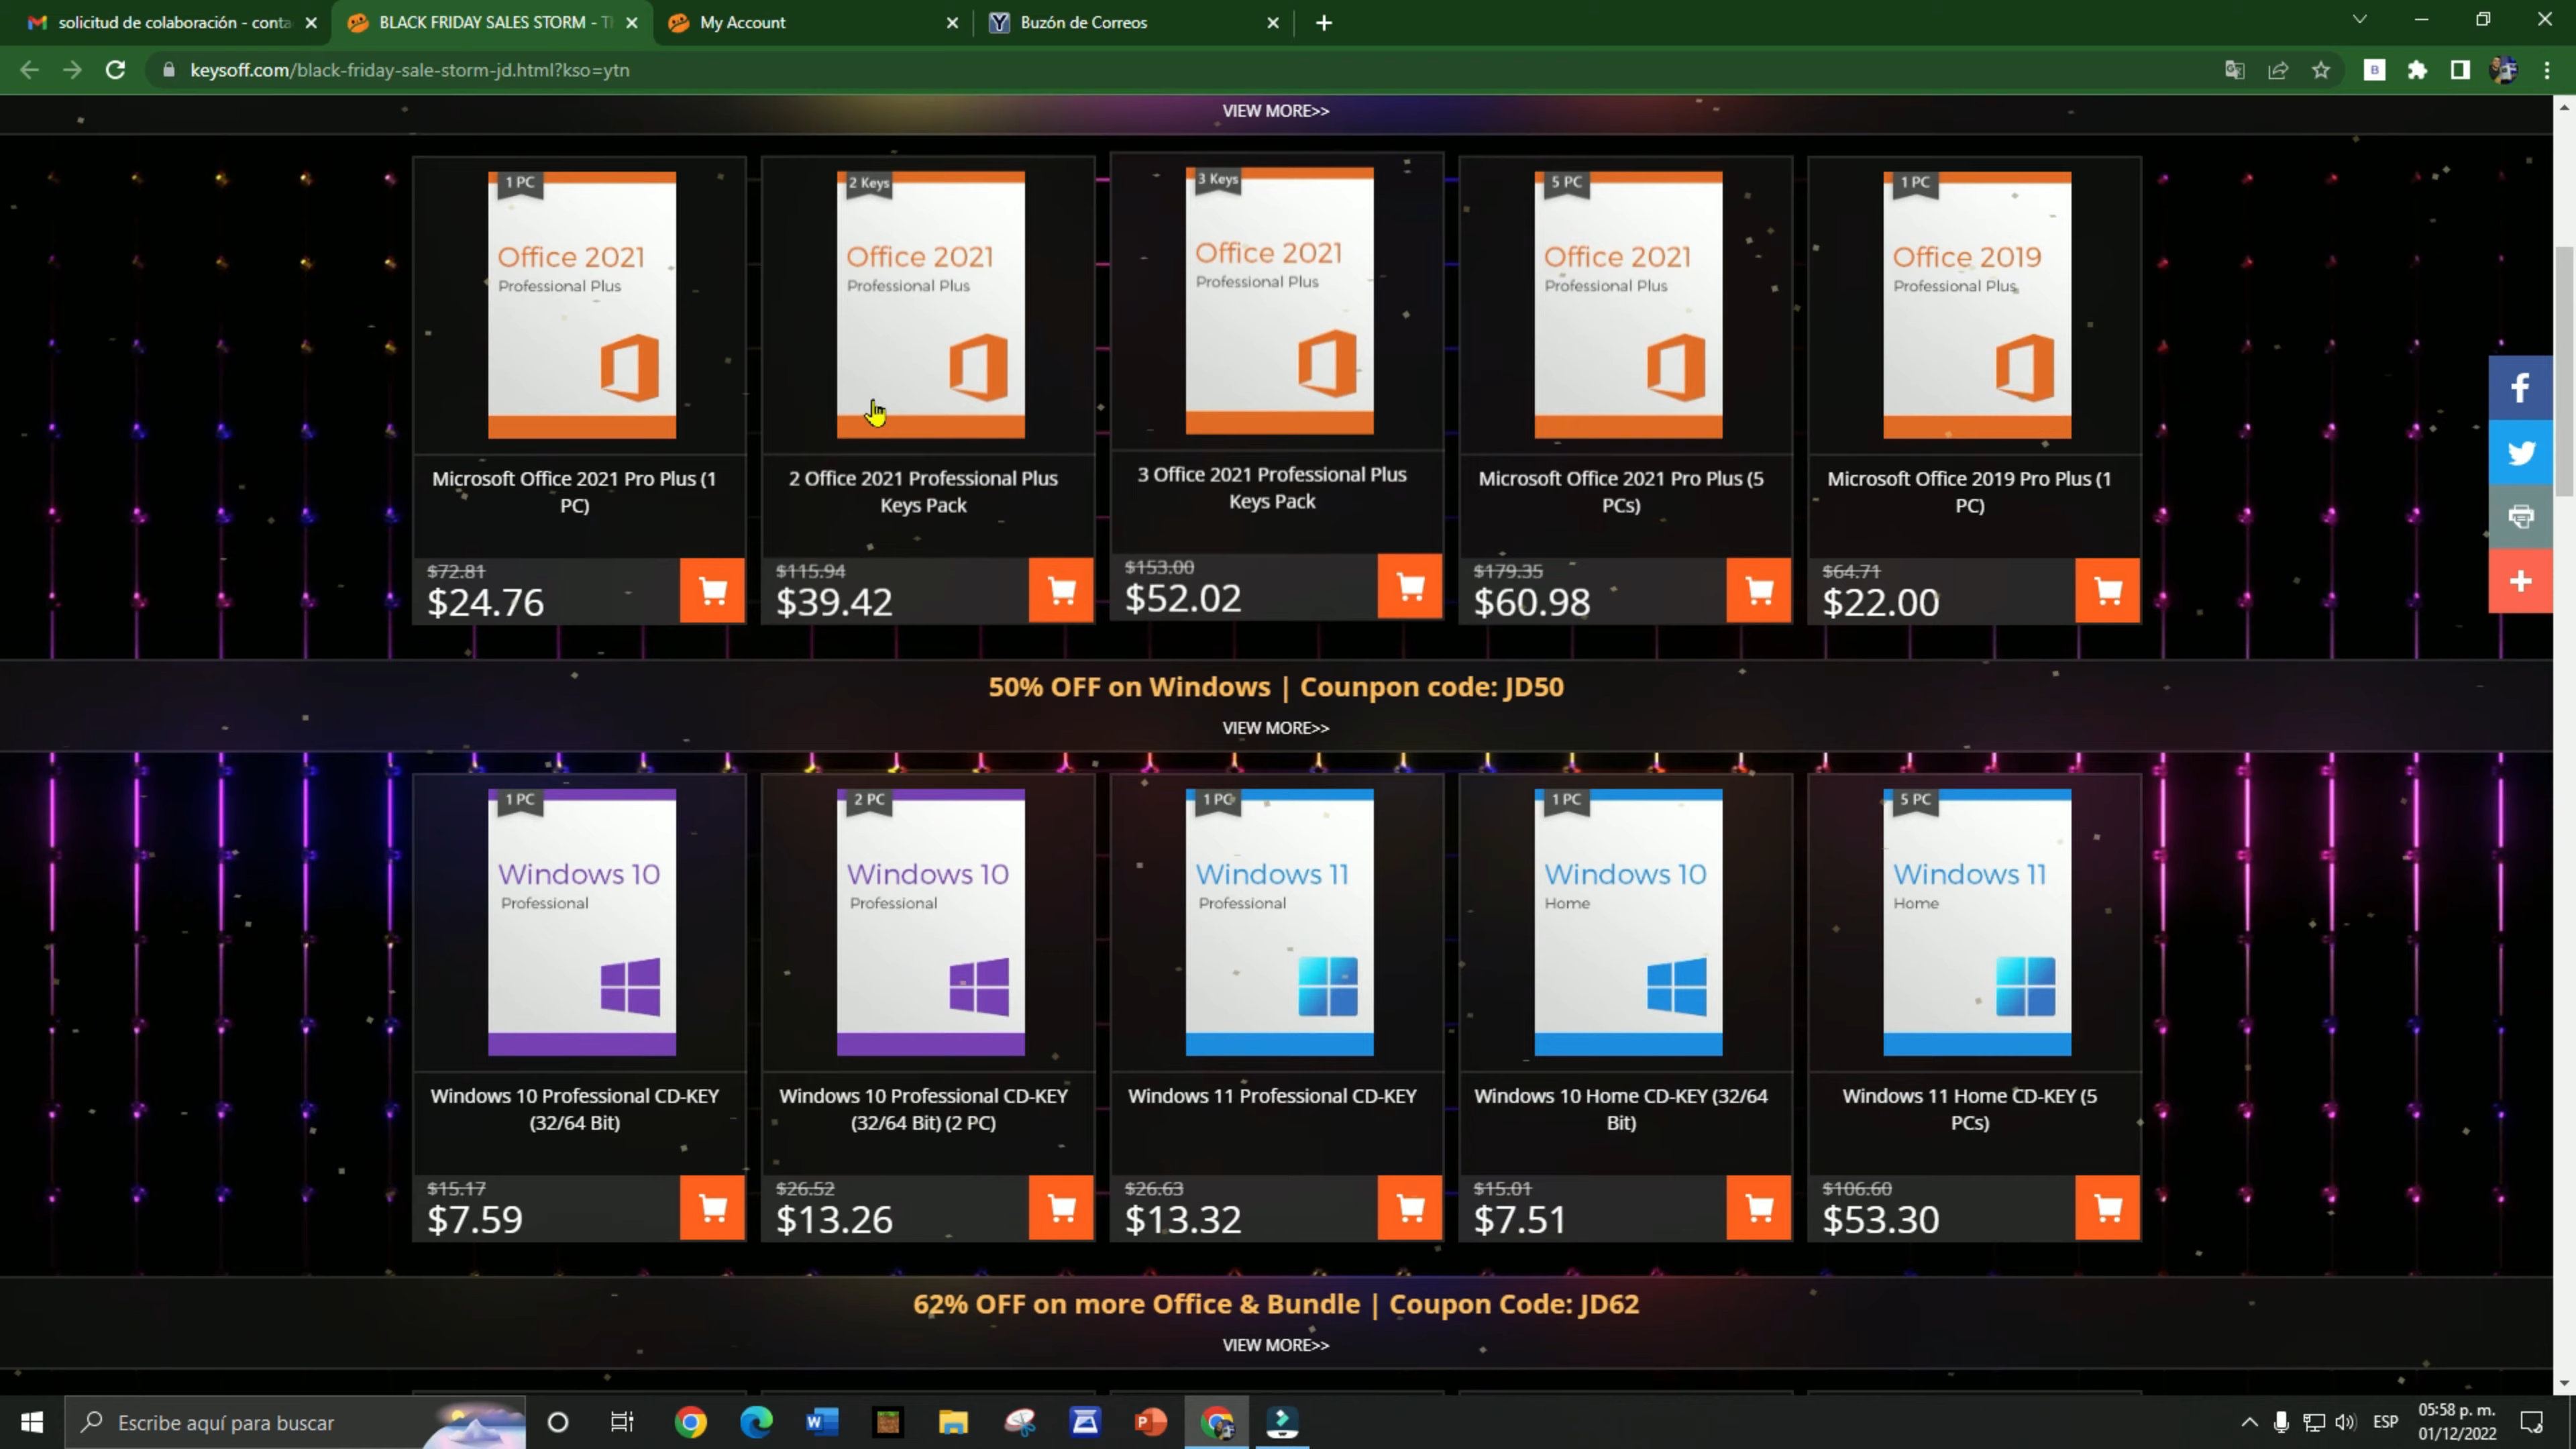 solicitud de colaboración - conta
BLACK FRIDAY SALES STORM - T
My Account
Buzón de Correos
keysoff.com/black-friday-sale-storm-jd.html?kso=ytn
VIEW MORE>>
1 PC
Office 2021
Professional Plus
Microsoft Office 2021 Pro Plus (1
PC)
$72.81
$24.76
2 Keys
Office 2021
Professional Plus
2 Office 2021 Professional Plus
Keys Pack
$115.94
$39.42
3 Keys
Office 2021
Professional Plus
3 Office 2021 Professional Plus
Keys Pack
$153.00
$52.02
5 PC
Office 2021
Professional Plus
Microsoft Office 2021 Pro Plus (5
PCs)
$179.35
$60.98
1 PC
Office 2019
Professional Plus
Microsoft Office 2019 Pro Plus (1
PC)
$64.71
$22.00
50% OFF on Windows | Counpon code: JD50
VIEW MORE>>
1 PC
Windows 10
Professional
Windows 10 Professional CD-KEY
(32/64 Bit)
$15.17
$7.59
2 PC
Windows 10
Professional
Windows 10 Professional CD-KEY
(32/64 Bit) (2 PC)
$26.52
$13.26
1 PC
Windows 11
Professional
Windows 11 Professional CD-KEY
$26.63
$13.32
1 PC
Windows 10
Home
Windows 10 Home CD-KEY (32/64
Bit)
$15.01
$7.51
5 PC
Windows 11
Home
Windows 11 Home CD-KEY (5
PCs)
$106.60
$53.30
62% OFF on more Office & Bundle | Coupon Code: JD62
VIEW MORE>>
Escribe aquí para buscar
ESP
05:58 p. m.
01/12/2022